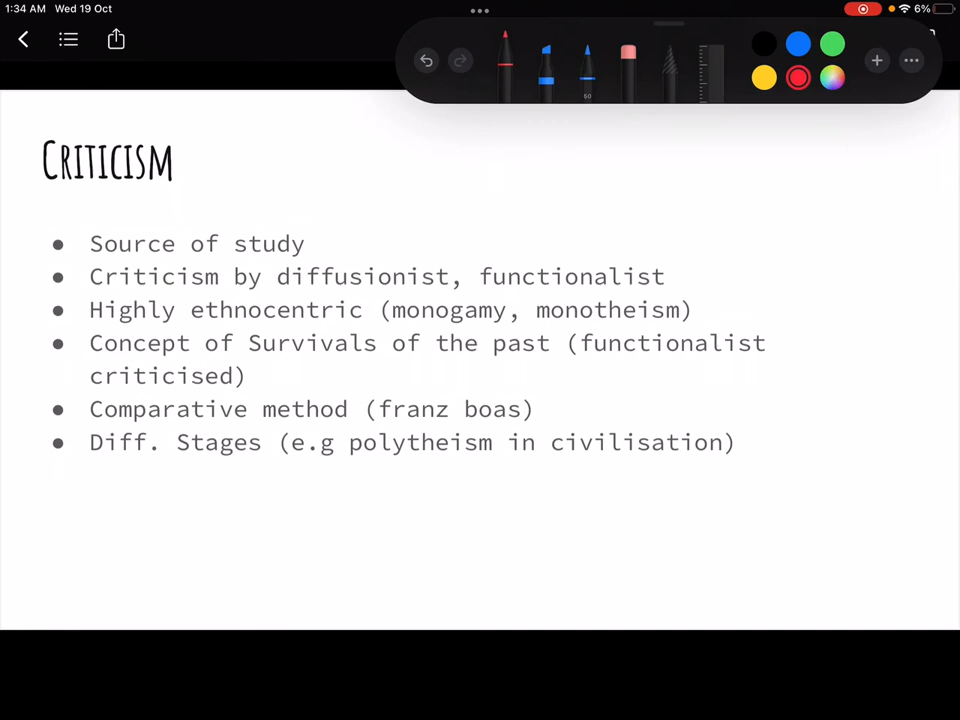 1:34 AM Wed 19 Oct
6%
50
CRITICISM
● Source of study
● Criticism by diffusionist, functionalist
● Highly ethnocentric (monogamy, monotheism)
● Concept of Survivals of the past (functionalist
criticised)
● Comparative method (franz boas)
● Diff. Stages (e.g polytheism in civilisation)